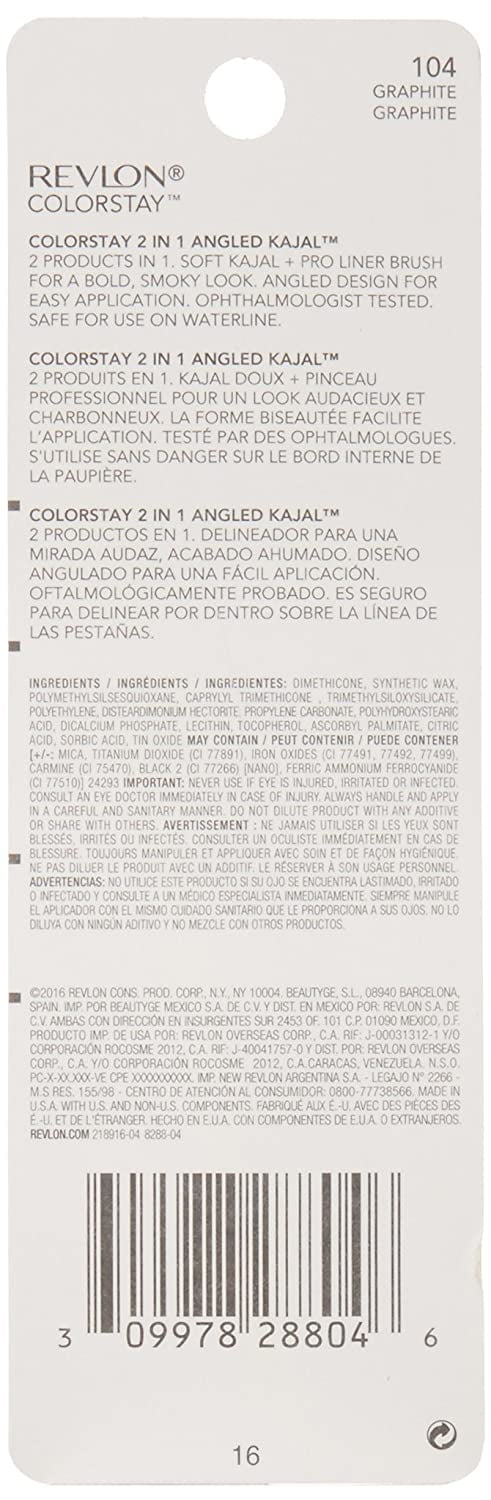 104
GRAPHITE
GRAPHITE
REVLON®
COLORSTAY™
COLORSTAY 2 IN 1 ANGLED KAJAL™
2 PRODUCTS IN 1. SOFT KAJAL + PRO LINER BRUSH
FOR A BOLD, SMOKY LOOK. ANGLED DESIGN FOR
EASY APPLICATION. OPHTHALMOLOGIST TESTED.
SAFE FOR USE ON WATERLINE.
COLORSTAY 2 IN 1 ANGLED KAJAL™
2 PRODUITS EN 1. KAJAL DOUX + PINCEAU
PROFESSIONNEL POUR UN LOOK AUDACIEUX ET
CHARBONNEUX. LA FORME BISEAUTÉE FACILITE
L'APPLICATION. TESTÉ PAR DES OPHTALMOLOGUES.
S'UTILISE SANS DANGER SUR LE BORD INTERNE DE
LA PAUPIÈRE.
COLORSTAY 2 IN 1 ANGLED KAJAL™
2 PRODUCTOS EN 1. DELINEADOR PARA UNA
MIRADA AUDAZ, ACABADO AHUMADO. DISEÑO
ANGULADO PARA UNA FÁCIL APLICACIÓN.
OFTALMOLÓGICAMENTE PROBADO. ES SEGURO
PARA DELINEAR POR DENTRO SOBRE LA LÍNEA DE
LAS PESTAÑAS.
INGREDIENTS / INGRÉDIENTS / INGREDIENTES: DIMETHICONE, SYNTHETIC WAX,
POLYMETHYLSILSESQUIOXANE, CAPRYLYL TRIMETHICONE , TRIMETHYLSILOXYSILICATE,
POLYETHYLENE, DISTEARDIMONIUM HECTORITE, PROPYLENE CARBONATE, POLYHYDROXYSTEARIC
ACID, DICALCIUM PHOSPHATE, LECITHIN, TOCOPHEROL, ASCORBYL PALMITATE, CITRIC
ACID, SORBIC ACID, TIN OXIDE MAY CONTAIN / PEUT CONTENIR / PUEDE CONTENER
[+/-: MICA, TITANIUM DIOXIDE (CI 77891), IRON OXIDES (CI 77491, 77492, 77499),
CARMINE (CI 75470), BLACK 2 (CI 77266) [NANO], FERRIC AMMONIUM FERROCYANIDE
(CI 77510)] 24293 IMPORTANT: NEVER USE IF EYE IS INJURED, IRRITATED OR INFECTED.
CONSULT AN EYE DOCTOR IMMEDIATELY IN CASE OF INJURY. ALWAYS HANDLE AND APPLY
IN A CAREFUL AND SANITARY MANNER. DO NOT DILUTE PRODUCT WITH ANY ADDITIVE
OR SHARE WITH OTHERS. AVERTISSEMENT : NE JAMAIS UTILISER SI LES YEUX SONT
BLESSÉS, IRRITÉS OU INFECTÉS. CONSULTER UN OCULISTE IMMÉDIATEMENT EN CAS DE
BLESSURE. TOUJOURS MANIPULER ET APPLIQUER AVEC SOIN ET DE FAÇON HYGIÉNIQUE.
NE PAS DILUER LE PRODUIT AVEC UN ADDITIF. LE RÉSERVER À SON USAGE PERSONNEL.
ADVERTENCIAS: NO UTILICE ESTE PRODUCTO SI SU OJO SE ENCUENTRA LASTIMADO, IRRITADO
O INFECTADO Y CONSULTE A UN MÉDICO ESPECIALISTA INMEDIATAMENTE. SIEMPRE MANIPULE
EL APLICADOR CON EL MISMO CUIDADO SANITARIO QUE LE PROPORCIONA A SUS OJOS. NO LO
DILUYA CON NINGÚN ADITIVO Y NO MEZCLE CON OTROS PRODUCTOS.
©2016 REVLON CONS. PROD. CORP., N.Y., NY 10004. BEAUTYGE, S.L., 08940 BARCELONA,
SPAIN. IMP. POR BEAUTYGE MEXICO S.A. DE C.V. Y DIST. EN MÉXICO POR: REVLON S.A. DE
C.V. AMBAS CON DIRECCIÓN EN INSURGENTES SUR 2453 OF. 101 C.P. 01090 MEXICO, D.F.
PRODUCTO IMP. DE USA POR: REVLON OVERSEAS CORP., C.A. RIF: J-00031312-1 Y/O
CORPORACIÓN ROCOSME 2012, C.A. RIF: J-40041757-0 Y DIST. POR: REVLON OVERSEAS
CORP., C.A. Y/O CORPORACIÓN ROCOSME 2012, C.A.CARACAS, VENEZUELA. N.S.O.
PC-X-XX.XXX-VE CPE XXXXXXXXXX. IMP. NEW REVLON ARGENTINA S.A. - LEGAJO N° 2266 -
M.S RES. 155/98 - CENTRO DE ATENCIÓN AL CONSUMIDOR: 0800-77738566. MADE IN
U.S.A. WITH U.S. AND NON-U.S. COMPONENTS. FABRIQUÉ AUX É.-U. AVEC DES PIÈCES DES
É.-U. ET DE L'ÉTRANGER. HECHO EN E.U.A. CON COMPONENTES DE E.U.A. O EXTRANJEROS.
REVLON.COM 218916-04 8288-04
3 09978 28804 6
16